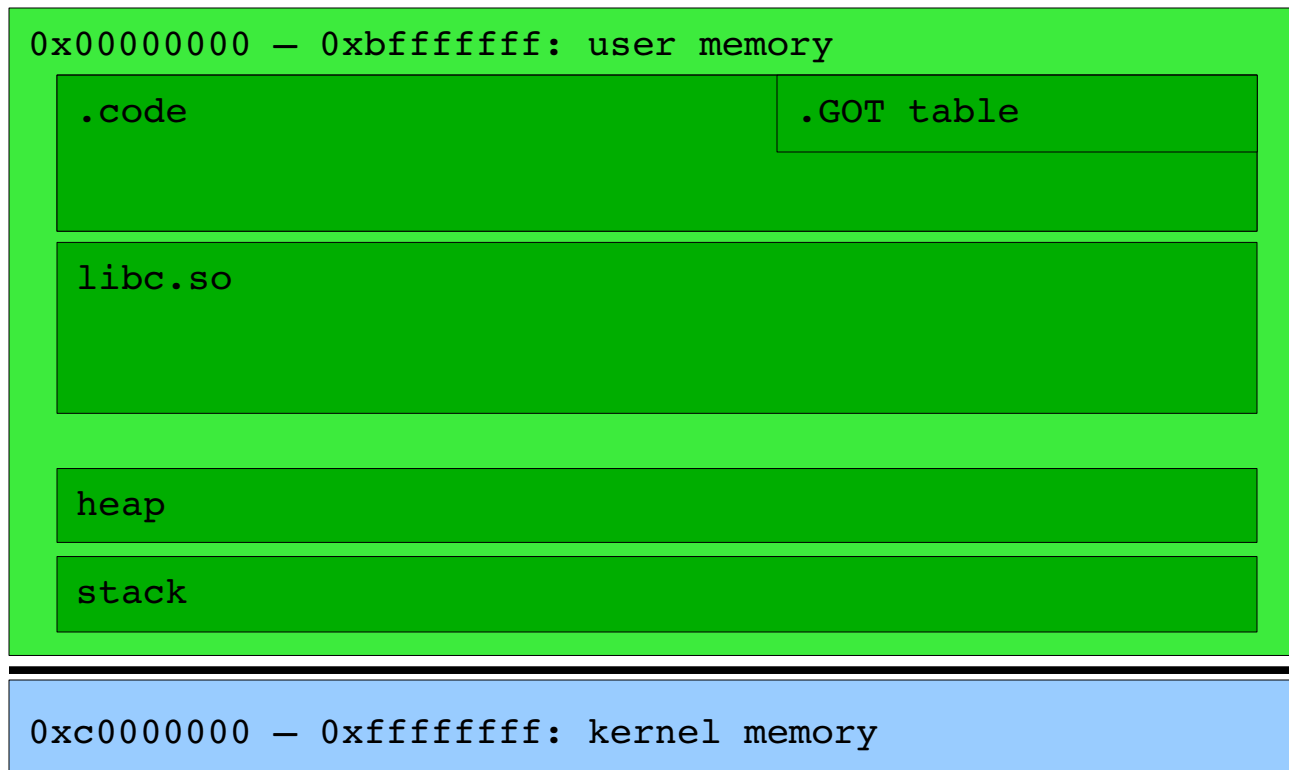 0x00000000 – 0xbfffffff: user memory
.code
.GOT table
libc.so
heap
stack
0xc0000000 – 0xffffffff: kernel memory